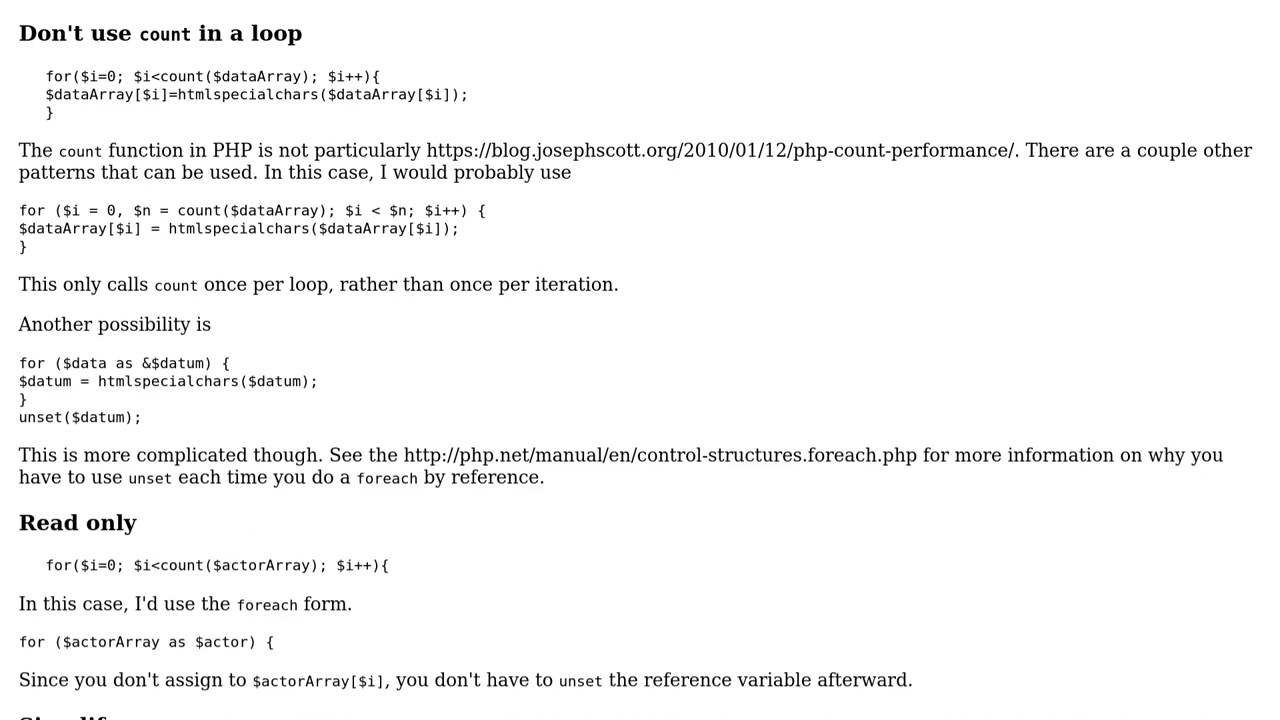 Don't use count in a loop
for($i=0; $i<count($dataArray); $i++){
$dataArray[$i]=htmlspecialchars($dataArray[$i]);
}
The count function in PHP is not particularly https://blog.josephscott.org/2010/01/12/php-count-performance/. There are a couple other
patterns that can be used. In this case, I would probably use
for ($i = 0, $n = count($dataArray); $i < $n; $i++) {
$dataArray[$i] = htmlspecialchars($dataArray[$i]);
}
This only calls count once per loop, rather than once per iteration.
Another possibility is
for ($data as &$datum) {
$datum = htmlspecialchars($datum);
}
unset($datum);
This is more complicated though. See the http://php.net/manual/en/control-structures.foreach.php for more information on why you
have to use unset each time you do a foreach by reference.
Read only
for($i=0; $i<count($actorArray); $i++){
In this case, I'd use the foreach form.
for ($actorArray as $actor) {
Since you don't assign to $actorArray[$i], you don't have to unset the reference variable afterward.